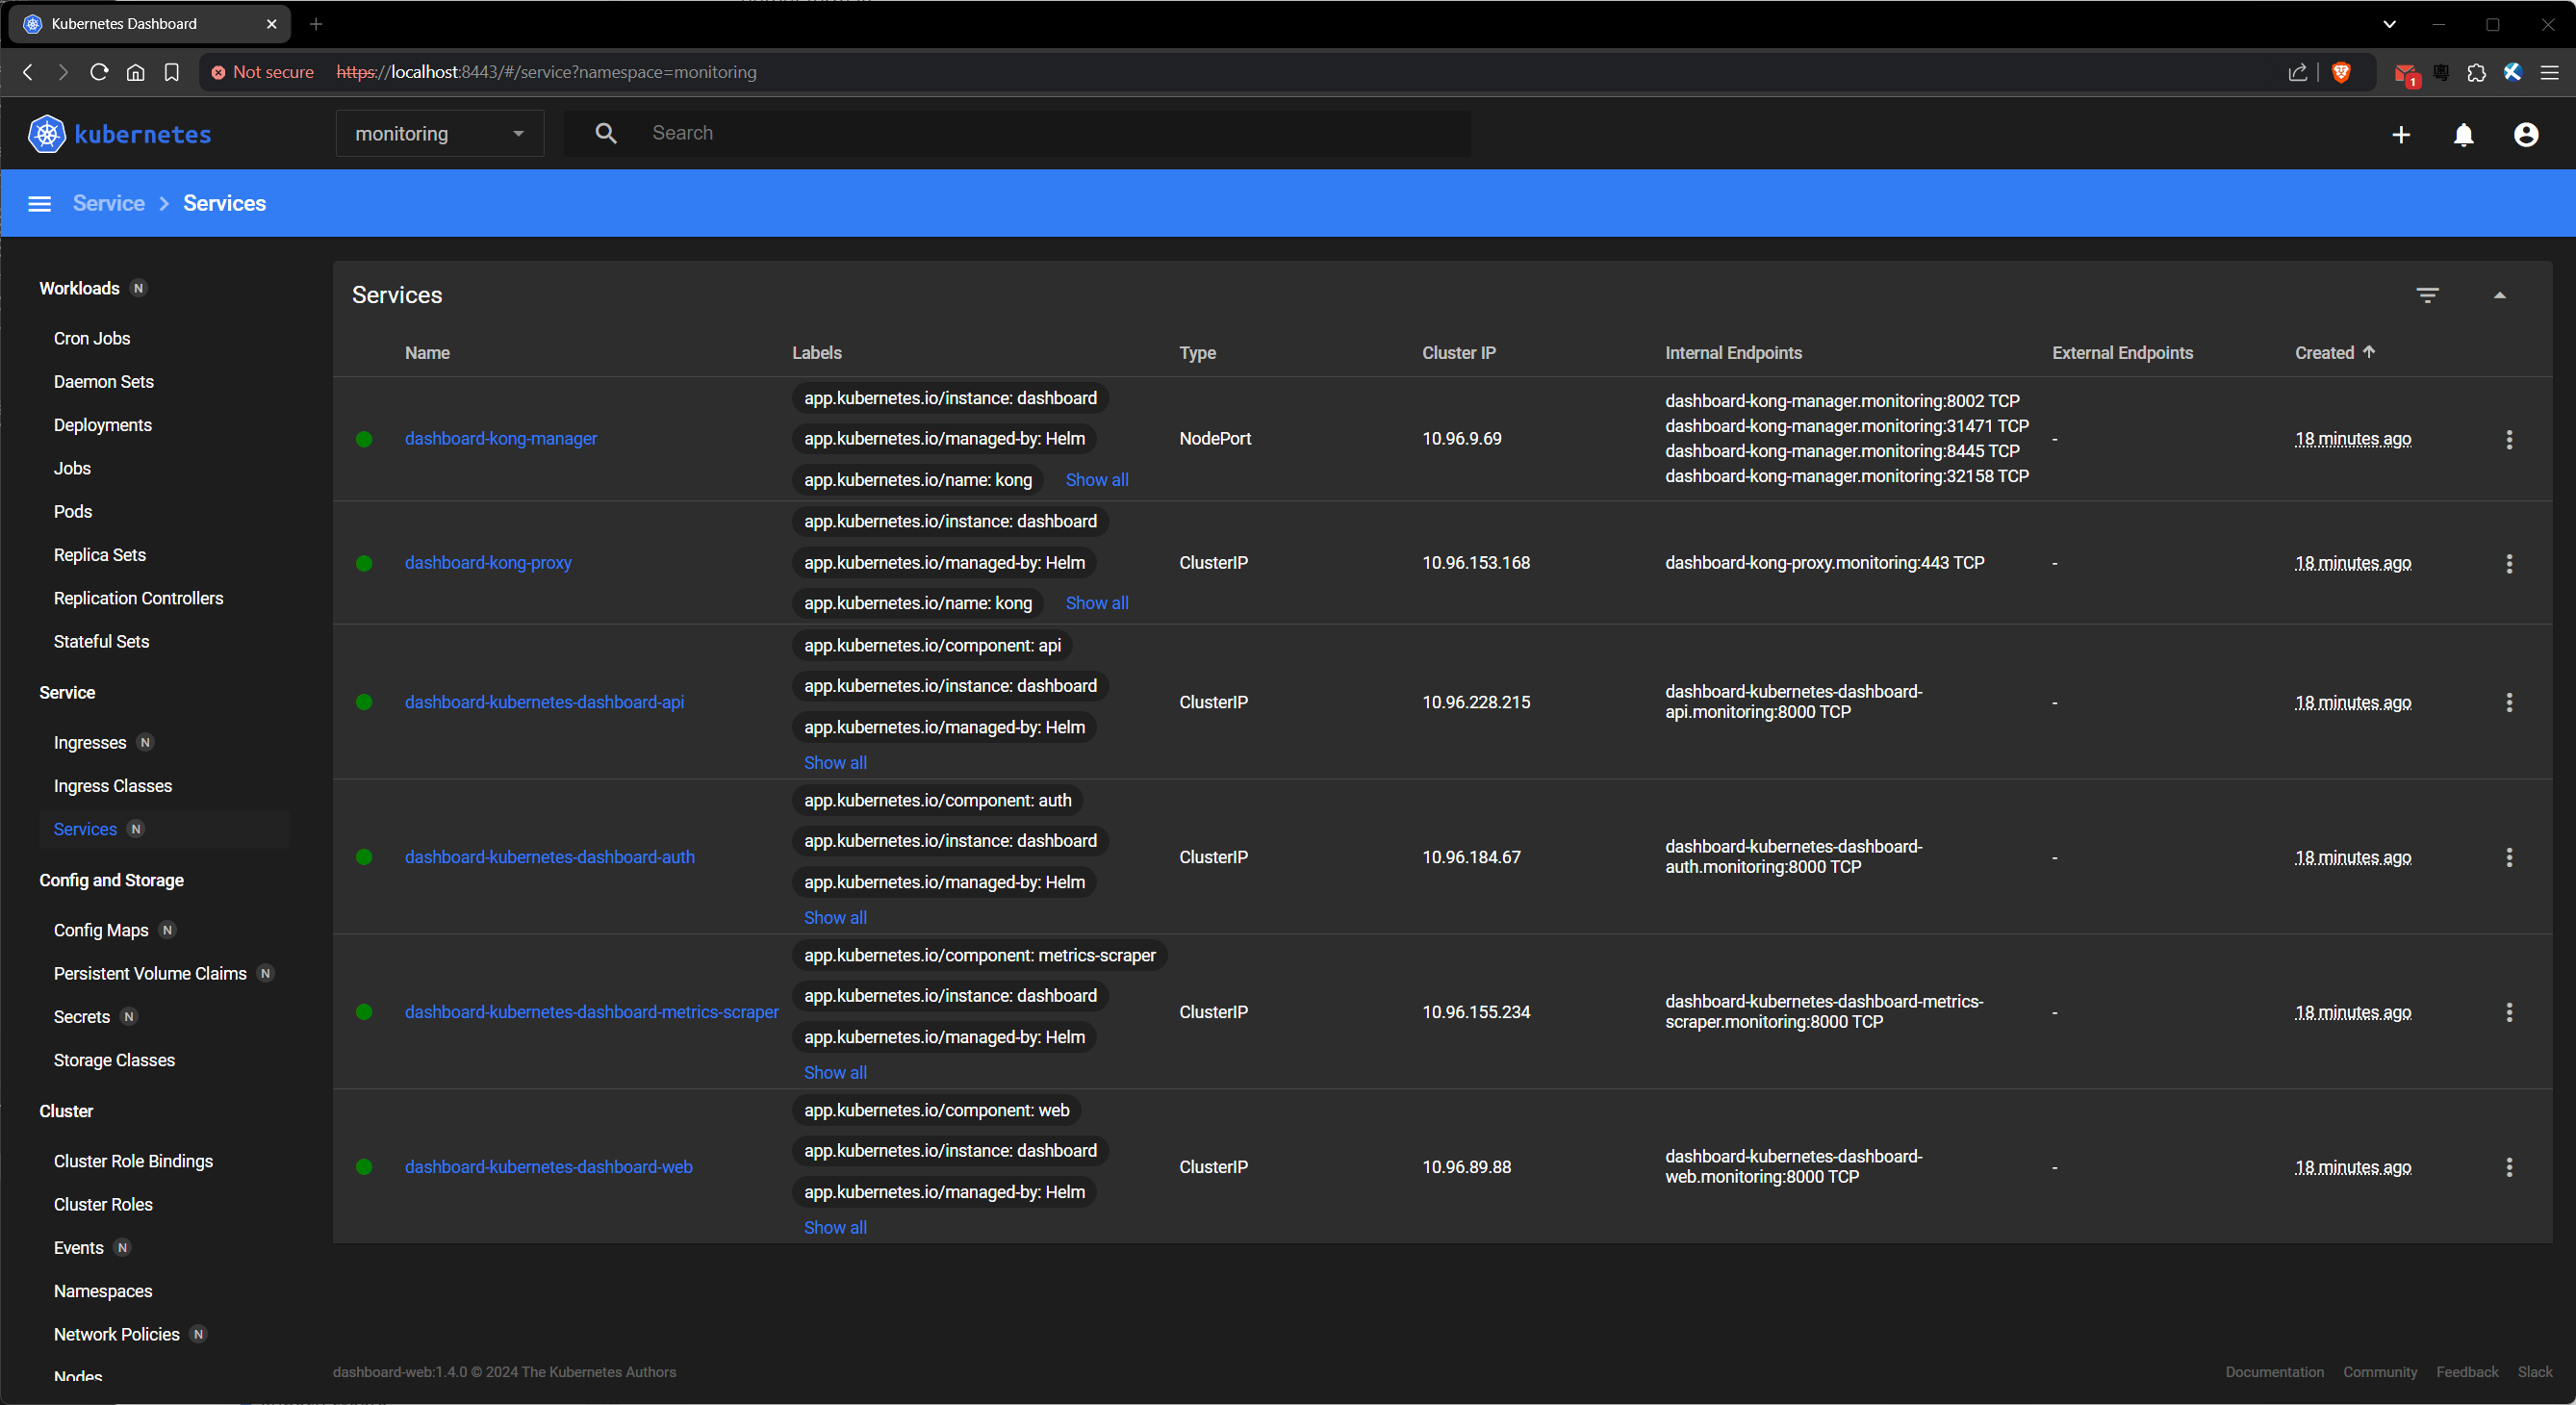 Kubernetes Dashboard
Not secure https://localhost:8443/#/service?namespace=monitoring
1
粵
kubernetes
monitoring
Search
Service > Services
Workloads N
Cron Jobs
Daemon Sets
Deployments
Jobs
Pods
Replica Sets
Replication Controllers
Stateful Sets
Service
Ingresses N
Ingress Classes
Services N
Config and Storage
Config Maps N
Persistent Volume Claims N
Secrets N
Storage Classes
Cluster
Cluster Role Bindings
Cluster Roles
Events N
Namespaces
Network Policies N
Nodes
Services
Name Labels Type Cluster IP Internal Endpoints External Endpoints Created
app.kubernetes.io/instance: dashboard
dashboard-kong-manager
app.kubernetes.io/managed-by: Helm
app.kubernetes.io/name: kong Show all
NodePort
10.96.9.69
dashboard-kong-manager.monitoring:8002 TCP
dashboard-kong-manager.monitoring:31471 TCP
dashboard-kong-manager.monitoring:8445 TCP
dashboard-kong-manager.monitoring:32158 TCP
-
18 minutes ago
dashboard-kong-proxy
app.kubernetes.io/instance: dashboard
app.kubernetes.io/managed-by: Helm
app.kubernetes.io/name: kong Show all
ClusterIP
10.96.153.168
dashboard-kong-proxy.monitoring:443 TCP
-
18 minutes ago
dashboard-kubernetes-dashboard-api
app.kubernetes.io/component: api
app.kubernetes.io/instance: dashboard
app.kubernetes.io/managed-by: Helm
Show all
ClusterIP
10.96.228.215
dashboard-kubernetes-dashboard-
api.monitoring:8000 TCP
-
18 minutes ago
dashboard-kubernetes-dashboard-auth
app.kubernetes.io/component: auth
app.kubernetes.io/instance: dashboard
app.kubernetes.io/managed-by: Helm
Show all
ClusterIP
10.96.184.67
dashboard-kubernetes-dashboard-
auth.monitoring:8000 TCP
-
18 minutes ago
dashboard-kubernetes-dashboard-metrics-scraper
app.kubernetes.io/component: metrics-scraper
app.kubernetes.io/instance: dashboard
app.kubernetes.io/managed-by: Helm
Show all
ClusterIP
10.96.155.234
dashboard-kubernetes-dashboard-metrics-
scraper.monitoring:8000 TCP
-
18 minutes ago
dashboard-kubernetes-dashboard-web
app.kubernetes.io/component: web
app.kubernetes.io/instance: dashboard
app.kubernetes.io/managed-by: Helm
Show all
ClusterIP
10.96.89.88
dashboard-kubernetes-dashboard-
web.monitoring:8000 TCP
-
18 minutes ago
dashboard-web:1.4.0 © 2024 The Kubernetes Authors
Documentation Community Feedback Slack